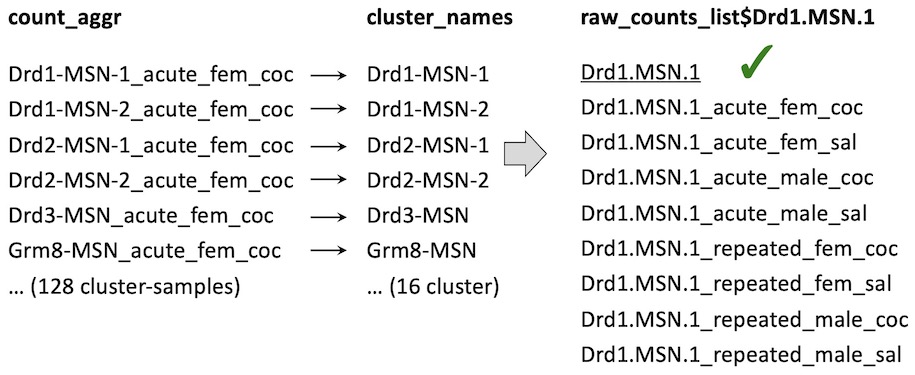 count_aggr
Drd1-MSN-1_acute_fem_coc
Drd1-MSN-2_acute_fem_coc
Drd2-MSN-1_acute_fem_coc
Drd2-MSN-2_acute_fem_coc
Drd3-MSN_acute_fem_coc
Grm8-MSN_acute_fem_coc
... (128 cluster-samples)
cluster_names
Drd1-MSN-1
Drd1-MSN-2
Drd2-MSN-1
Drd2-MSN-2
Drd3-MSN
Grm8-MSN
... (16 cluster)
raw_counts_list$Drd1.MSN.1
Drd1.MSN.1
Drd1.MSN.1_acute_fem_coc
Drd1.MSN.1_acute_fem_sal
Drd1.MSN.1_acute_male_coc
Drd1.MSN.1_acute_male_sal
Drd1.MSN.1_repeated_fem_coc
Drd1.MSN.1_repeated_fem_sal
Drd1.MSN.1_repeated_male_coc
Drd1.MSN.1_repeated_male_sal